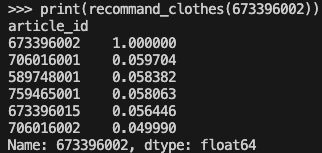 >>> print(recommand_clothes(673396002))
article_id
673396002    1.000000
706016001    0.059704
589748001    0.058382
759465001    0.058063
673396015    0.056446
706016002    0.049990
Name: 673396002, dtype: float64